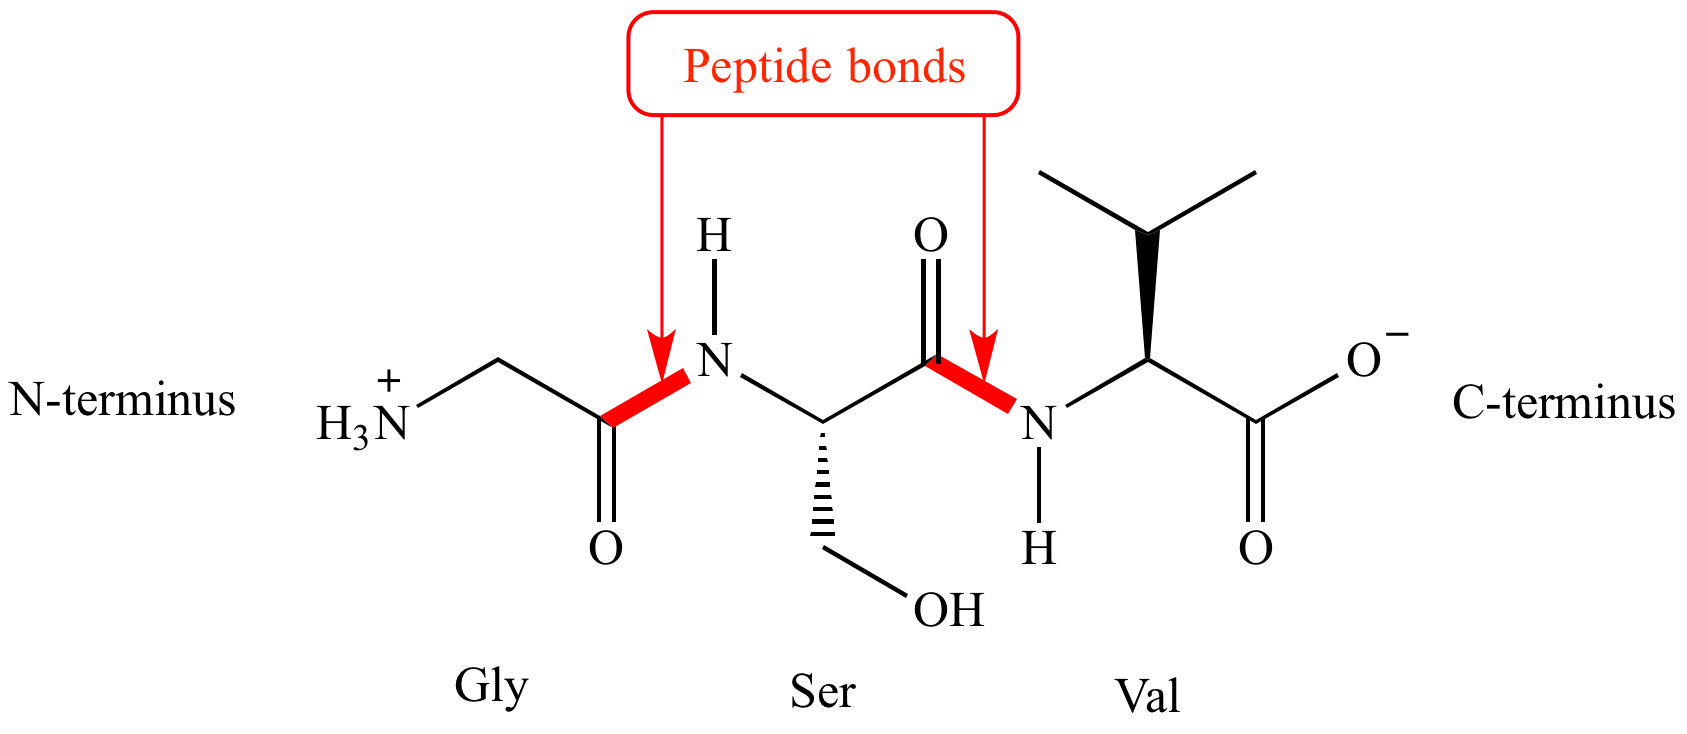 Peptide bonds
H
O
N
O⁻
N-terminus
H₃N⁺
N
C-terminus
O
H
O
OH
Gly
Ser
Val